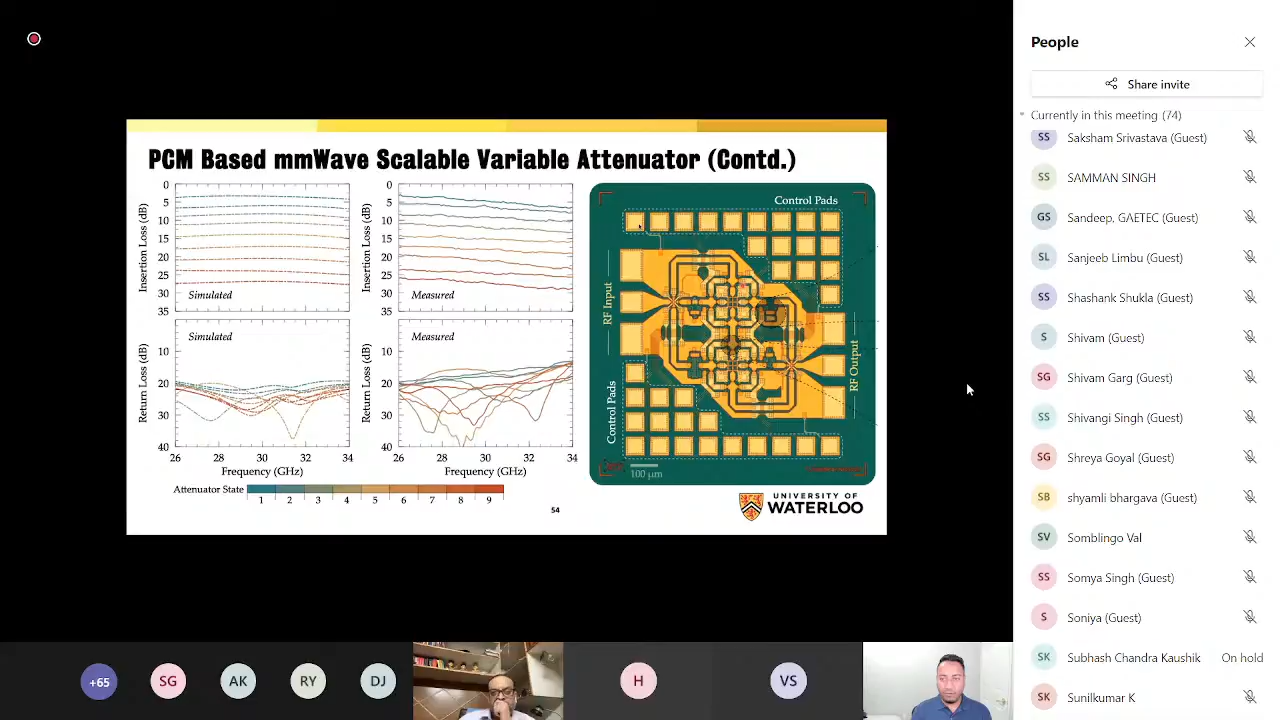 PCM Based mmWave Scalable Variable Attenuator (Contd.)
0
5
10
15
20
25
30
35
Insertion Loss (dB)
Simulated
0
5
10
15
20
25
30
35
Insertion Loss (dB)
Measured
10
20
30
40
Return Loss (dB)
Simulated
10
20
30
40
Return Loss (dB)
Measured
26 28 30 32 34
Frequency (GHz)
26 28 30 32 34
Frequency (GHz)
Attenuator State
1 2 3 4 5 6 7 8 9
Control Pads
RF Input
RF Output
Control Pads
100 µm
54
UNIVERSITY OF
WATERLOO
People
Share invite
Currently in this meeting (74)
SS Saksham Srivastava (Guest)
SS SAMMAN SINGH
GS Sandeep, GAETEC (Guest)
SL Sanjeeb Limbu (Guest)
SS Shashank Shukla (Guest)
S Shivam (Guest)
SG Shivam Garg (Guest)
SS Shivangi Singh (Guest)
SG Shreya Goyal (Guest)
SB shyamli bhargava (Guest)
SV Somblingo Val
SS Somya Singh (Guest)
S Soniya (Guest)
SK Subhash Chandra Kaushik On hold
SK Sunilkumar K
+65 SG AK RY DJ H VS